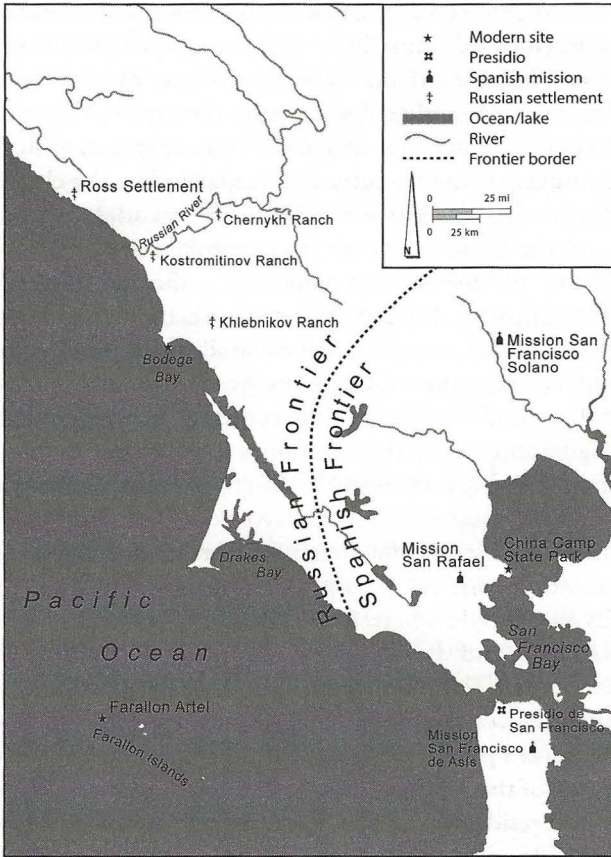 Modern site
Presidio
Spanish mission
Russian settlement
Ocean/lake
River
Frontier border
0 25 mi
0 25 km
N
Ross Settlement
Russian River
Chernykh Ranch
Kostromitinov Ranch
Khlebnikov Ranch
Bodega
Bay
Mission San
Francisco
Solano
Russian Frontier
Spanish Frontier
Drakes
Bay
Mission
San Rafael
China Camp
State Park
Pacific
Ocean
San
Francisco
Bay
Farallon Artel
Farallon Islands
Presidio de
San Francisco
Mission
San Francisco
de Asís